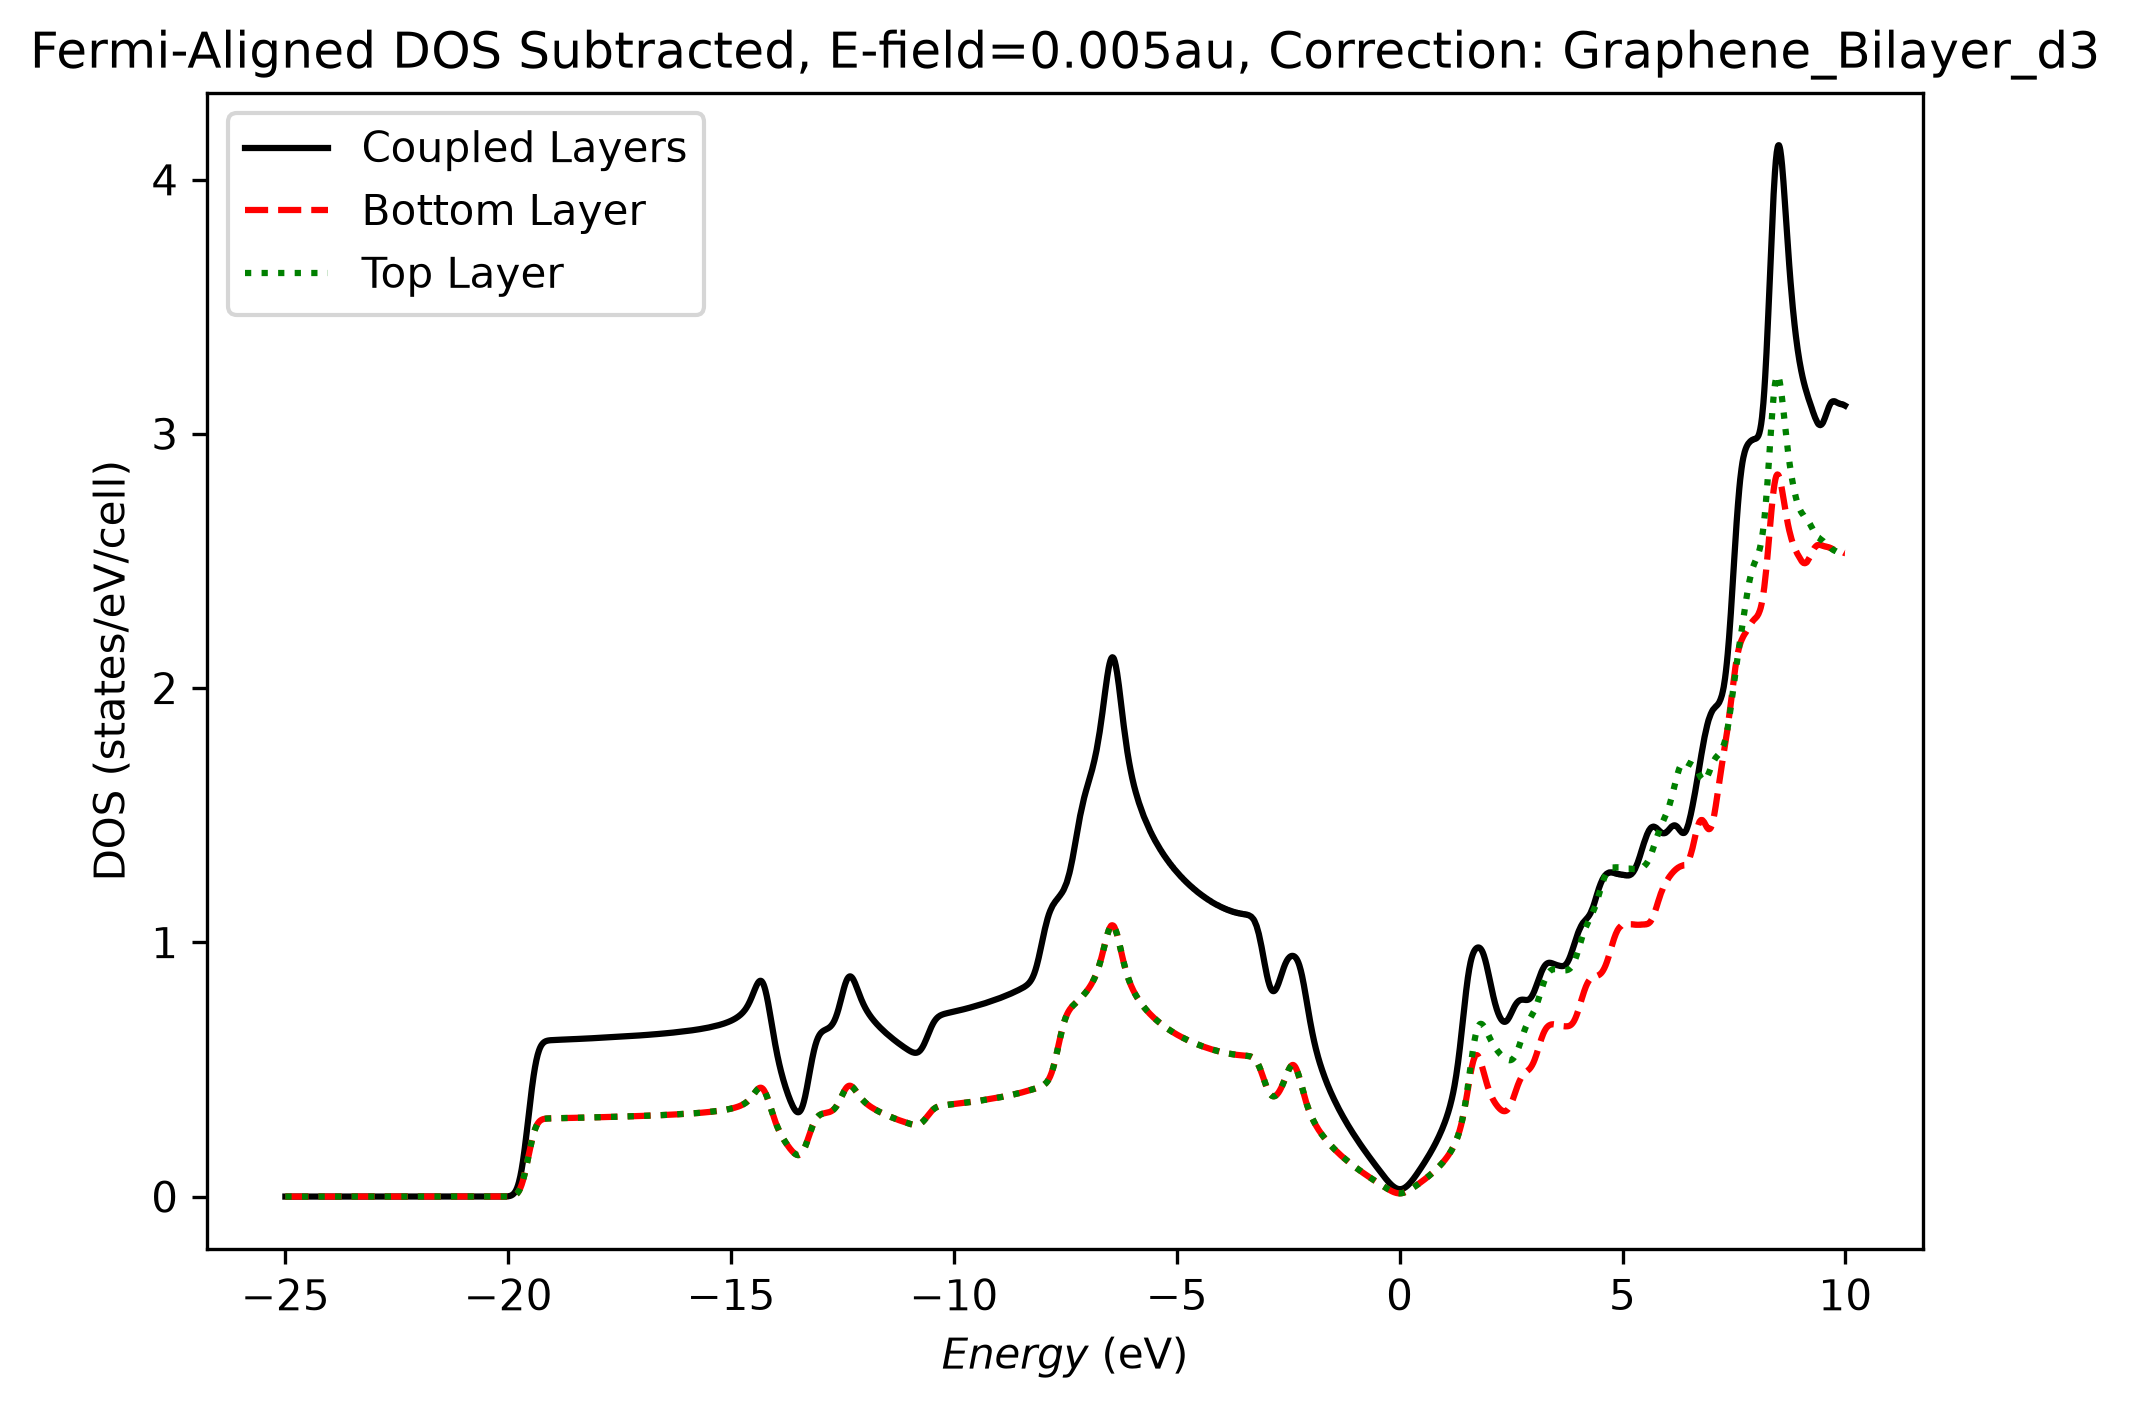 Fermi-Aligned DOS Subtracted, E-field=0.005au, Correction: Graphene_Bilayer_d3
Coupled Layers
Bottom Layer
Top Layer
DOS (states/eV/cell)
4
3
2
1
0
−25 −20 −15 −10 −5 0 5 10
Energy (eV)